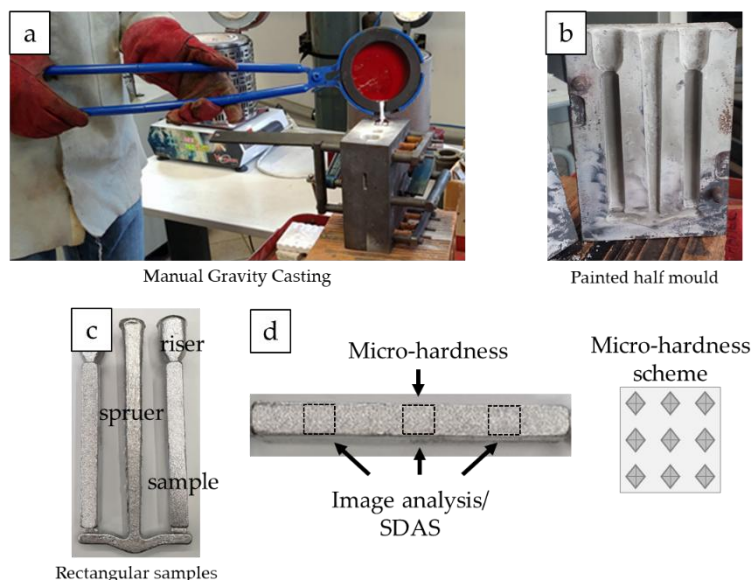 a
b
Manual Gravity Casting
Painted half mould
c
riser
spruer
sample
Rectangular samples
d
Micro-hardness
Image analysis/
SDAS
Micro-hardness
scheme